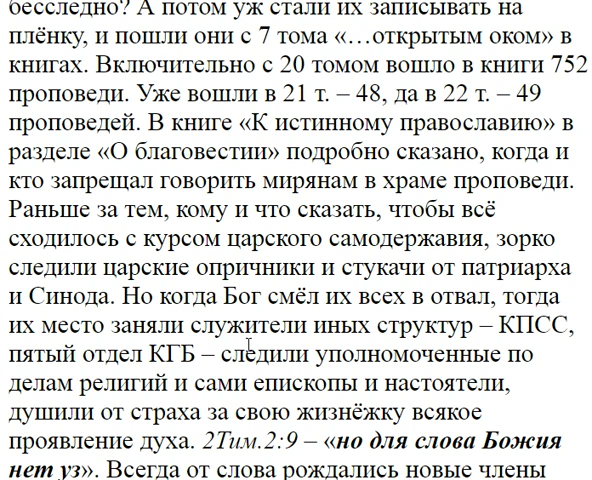 бесследно? А потом уж стали их записывать на
плёнку, и пошли они с 7 тома «…открытым оком» в
книгах. Включительно с 20 томом вошло в книги 752
проповеди. Уже вошли в 21 т. – 48, да в 22 т. – 49
проповедей. В книге «К истинному православию» в
разделе «О благовестии» подробно сказано, когда и
кто запрещал говорить мирянам в храме проповеди.
Раньше за тем, кому и что сказать, чтобы всё
сходилось с курсом царского самодержавия, зорко
следили царские опричники и стукачи от патриарха
и Синода. Но когда Бог смёл их всех в отвал, тогда
их место заняли служители иных структур – КПСС,
пятый отдел КГБ – следили уполномоченные по
делам религий и сами епископы и настоятели,
душили от страха за свою жизнёжку всякое
проявление духа. 2Тим.2:9 – «но для слова Божия
нет уз». Всегда от слова рождались новые члены